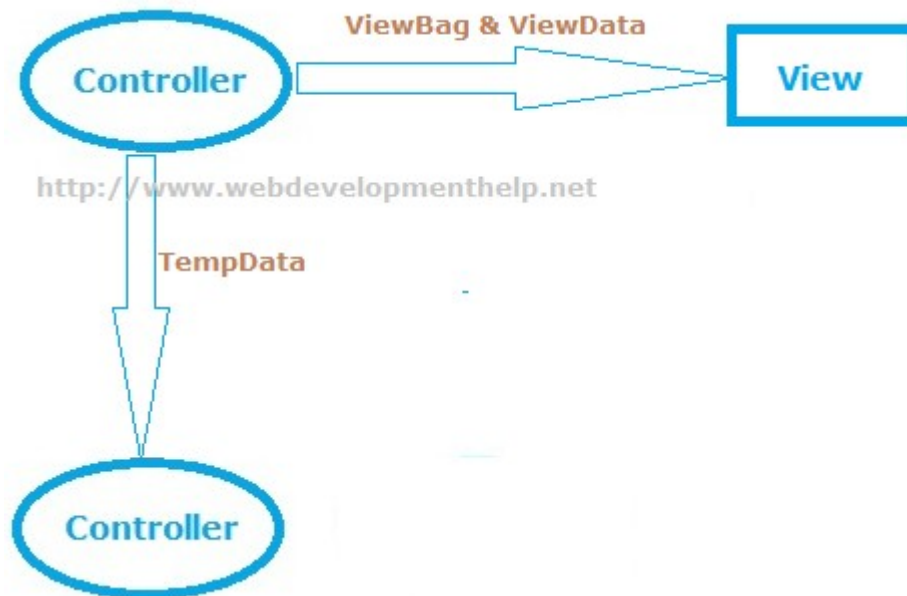 ViewBag & ViewData
Controller
View
http://www.webdevelopmenthelp.net
TempData
Controller